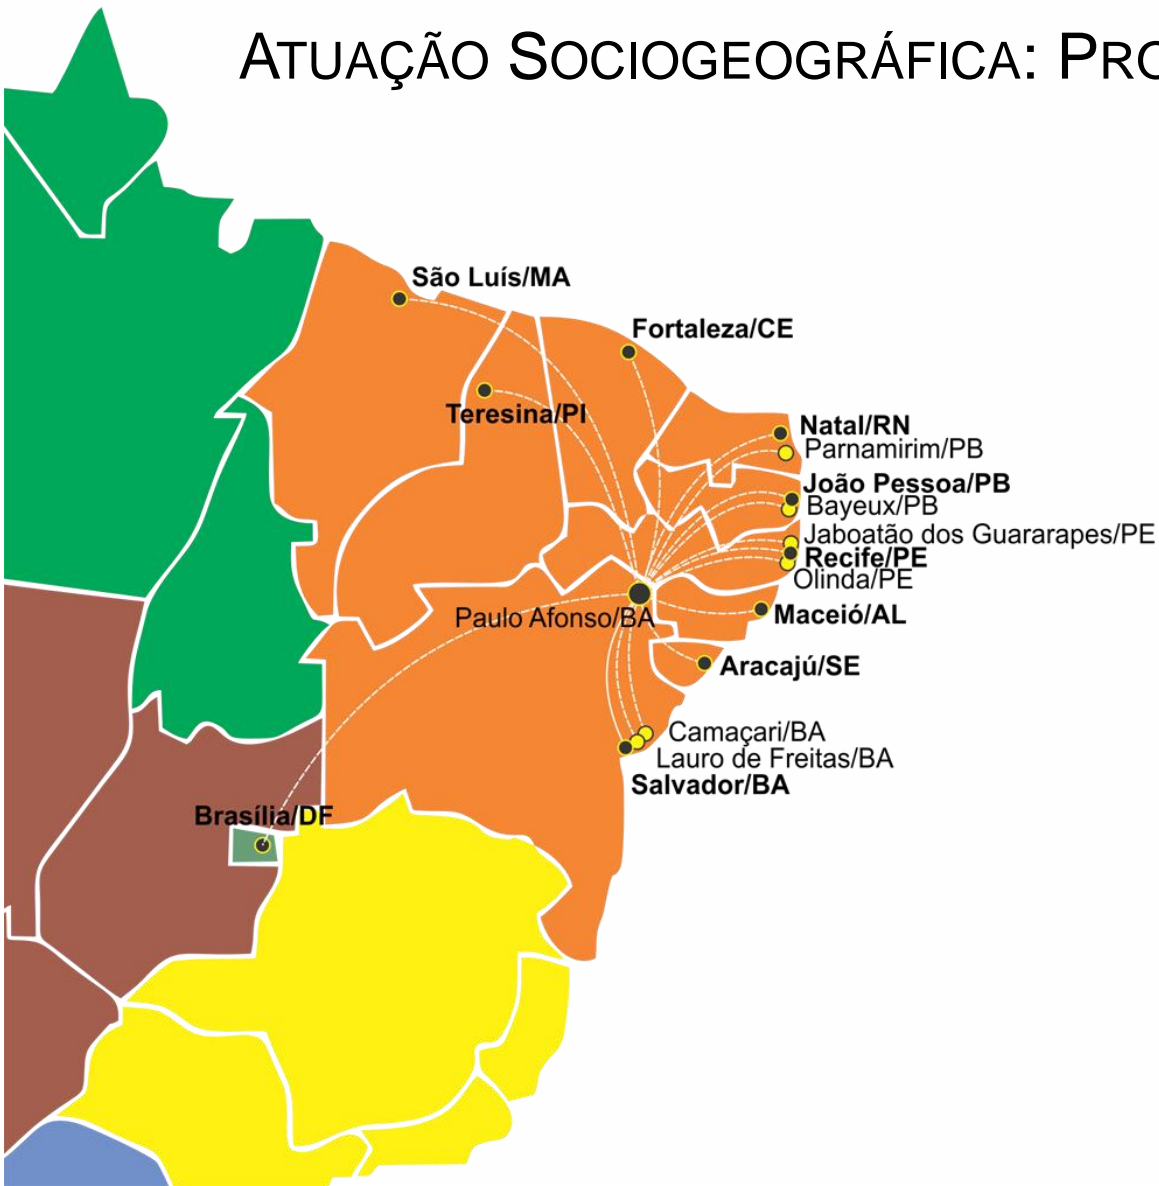 ATUAÇÃO SOCIOGEOGRÁFICA: PRO
São Luís/MA
Fortaleza/CE
Teresina/PI
Natal/RN
Parnamirim/PB
João Pessoa/PB
Bayeux/PB
Jaboatão dos Guararapes/PE
Recife/PE
Olinda/PE
Paulo Afonso/BA
Maceió/AL
Aracajú/SE
Camaçari/BA
Lauro de Freitas/BA
Salvador/BA
Brasília/DF